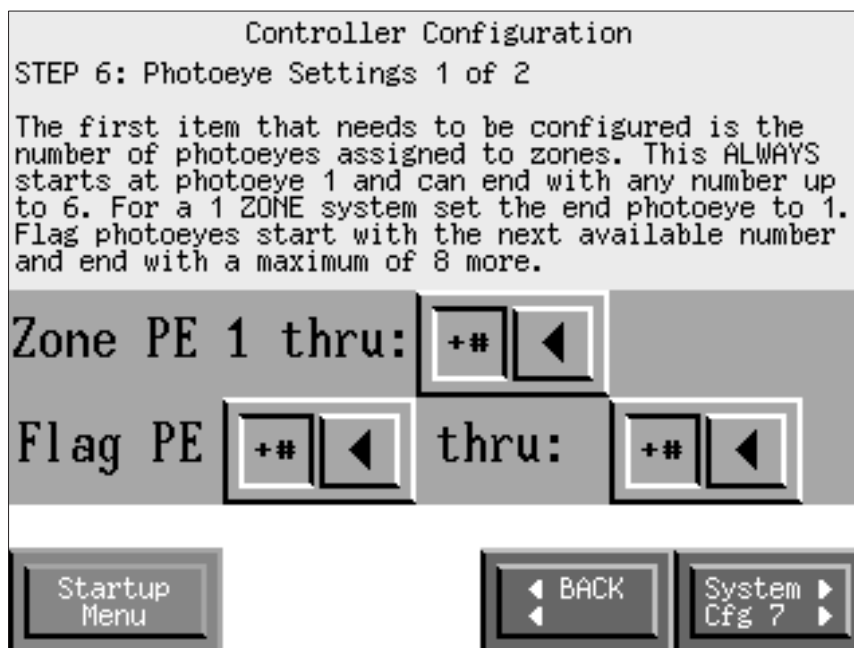 Controller Configuration
STEP 6: Photoeye Settings 1 of 2
The first item that needs to be configured is the
number of photoeyes assigned to zones. This ALWAYS
starts at photoeye 1 and can end with any number up
to 6. For a 1 ZONE system set the end photoeye to 1.
Flag photoeyes start with the next available number
and end with a maximum of 8 more.
Zone PE 1 thru: +#
Flag PE +# thru: +#
Startup
Menu
BACK
System
Cfg 7